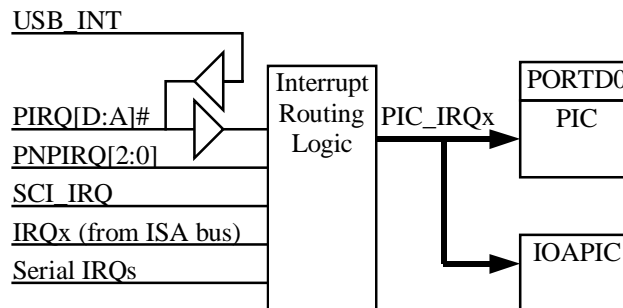 USB_INT
PIRQ[D:A]#
PNPIRQ[2:0]
SCI_IRQ
IRQx (from ISA bus)
Serial IRQs
Interrupt
Routing
Logic
PIC_IRQx
PORTD0
PIC
IOAPIC